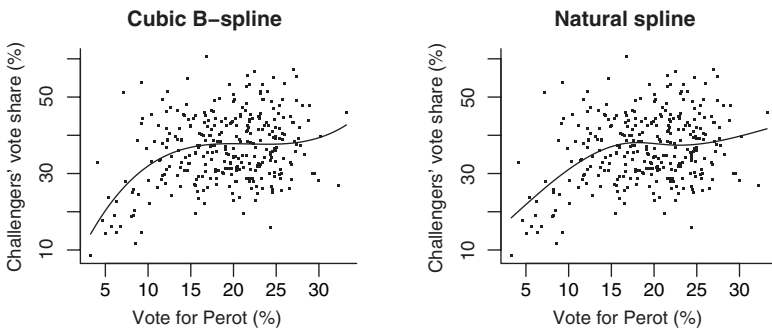 Cubic B−spline
Challengers' vote share (%)
50
30
10
5 10 15 20 25 30
Vote for Perot (%)
Natural spline
Challengers' vote share (%)
50
30
10
5 10 15 20 25 30
Vote for Perot (%)